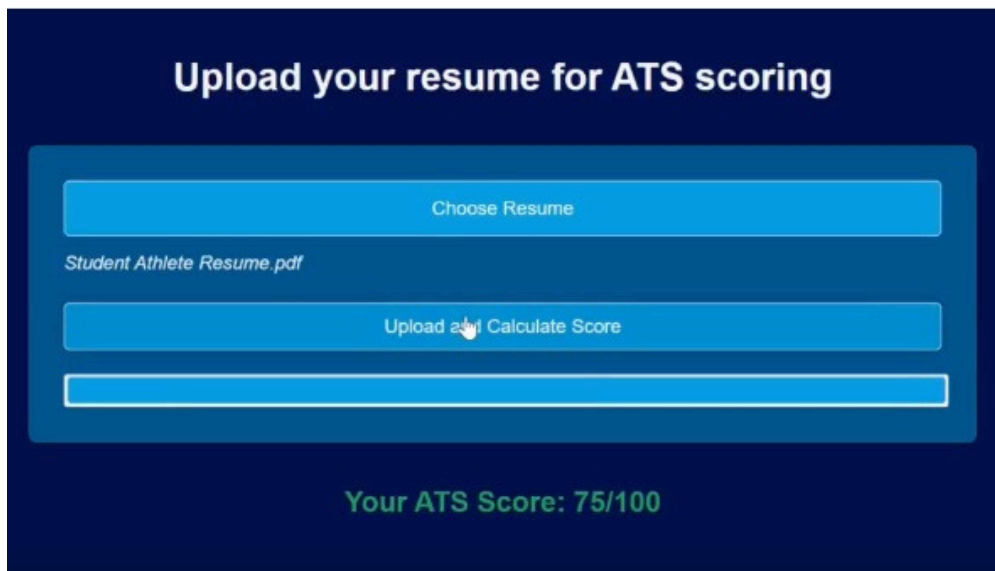 Upload your resume for ATS scoring
Choose Resume
Student Athlete Resume.pdf
Upload and Calculate Score
Your ATS Score: 75/100